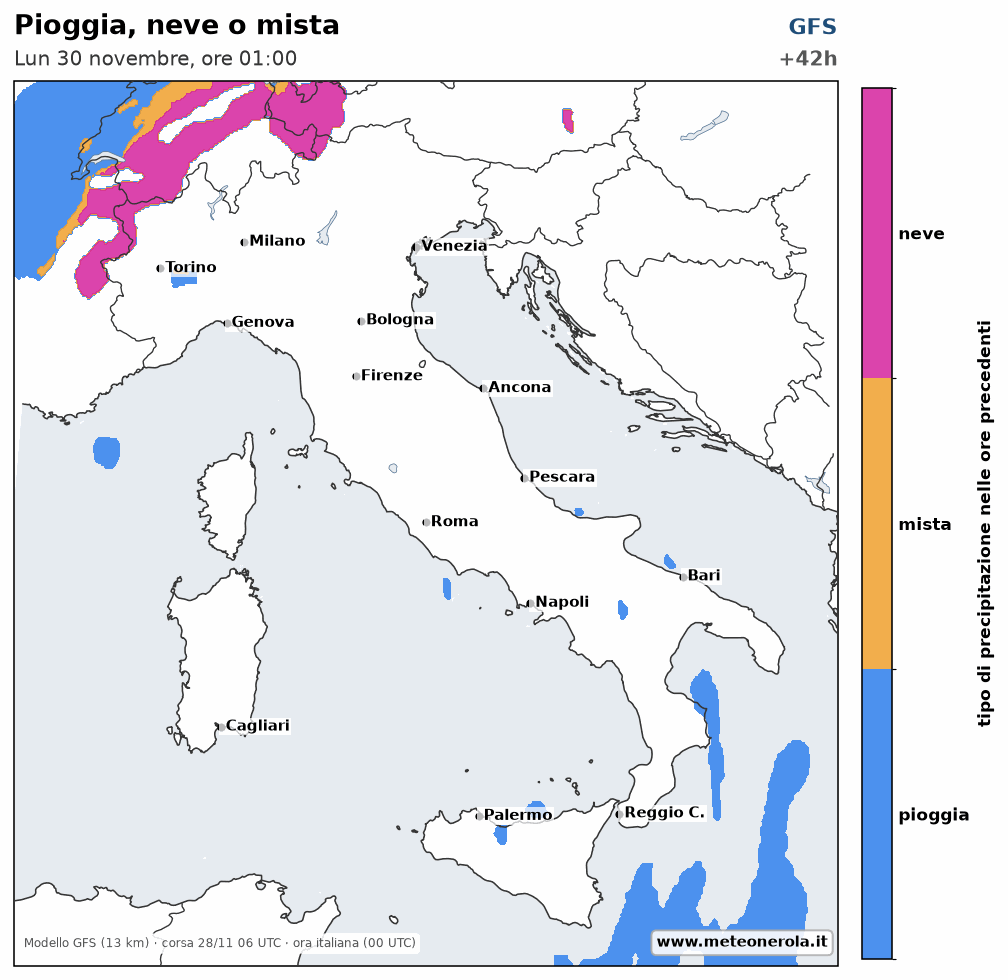 Pioggia, neve o mista
GFS
Lun 30 novembre, ore 01:00
+42h
Milano
Venezia
Torino
Genova
Bologna
Firenze
Ancona
Pescara
Roma
Bari
Napoli
Cagliari
Palermo
Reggio C.
neve
mista
pioggia
tipo di precipitazione nelle ore precedenti
Modello GFS (13 km) · corsa 28/11 06 UTC · ora italiana (00 UTC)
www.meteonerola.it